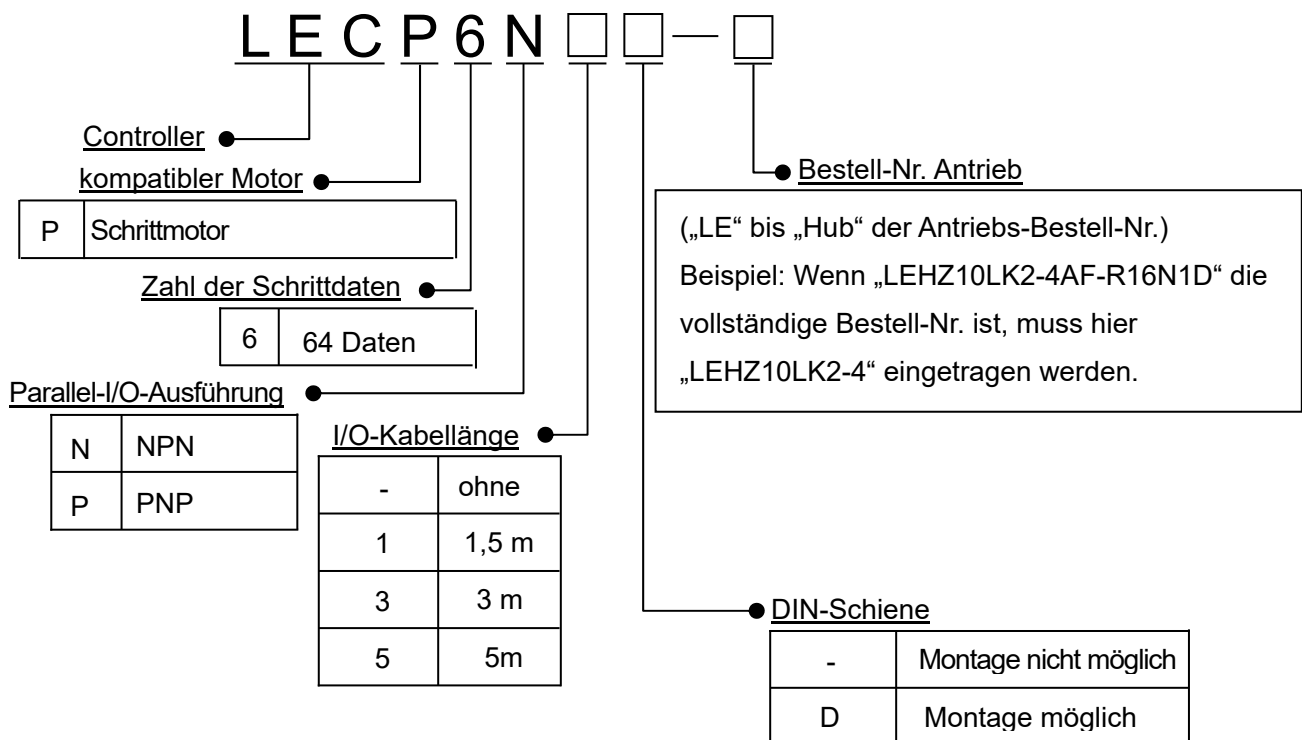 LECP6N□□—□
Controller
kompatibler Motor
P Schrittmotor
Zahl der Schrittdaten
6 64 Daten
Parallel-I/O-Ausführung
N NPN
P PNP
I/O-Kabellänge
- ohne
1 1,5 m
3 3 m
5 5m
Bestell-Nr. Antrieb
(„LE“ bis „Hub“ der Antriebs-Bestell-Nr.)
Beispiel: Wenn „LEHZ10LK2-4AF-R16N1D“ die
vollständige Bestell-Nr. ist, muss hier
„LEHZ10LK2-4“ eingetragen werden.
DIN-Schiene
- Montage nicht möglich
D Montage möglich